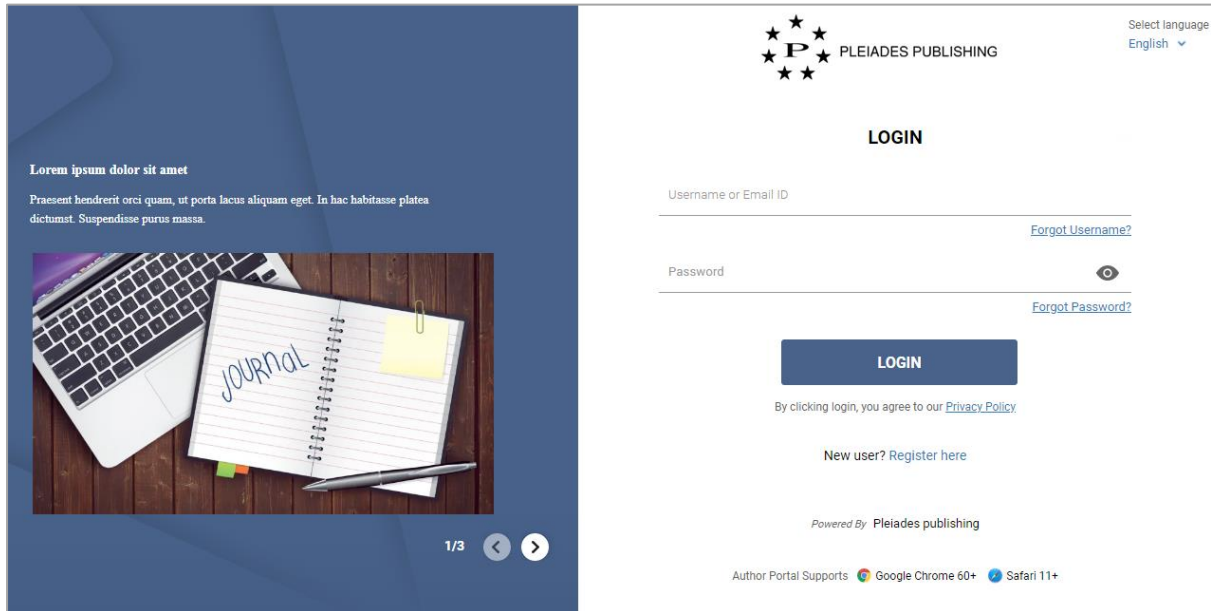 Lorem ipsum dolor sit amet
Praesent hendrerit orci quam, ut porta lacus aliquam eget. In hac habitasse platea
dictumst. Suspendisse purus massa.
JOURNAL
1/3
P
PLEIADES PUBLISHING
Select language
English
LOGIN
Username or Email ID
Forgot Username?
Password
Forgot Password?
LOGIN
By clicking login, you agree to our Privacy Policy
New user? Register here
Powered By Pleiades publishing
Author Portal Supports Google Chrome 60+ Safari 11+